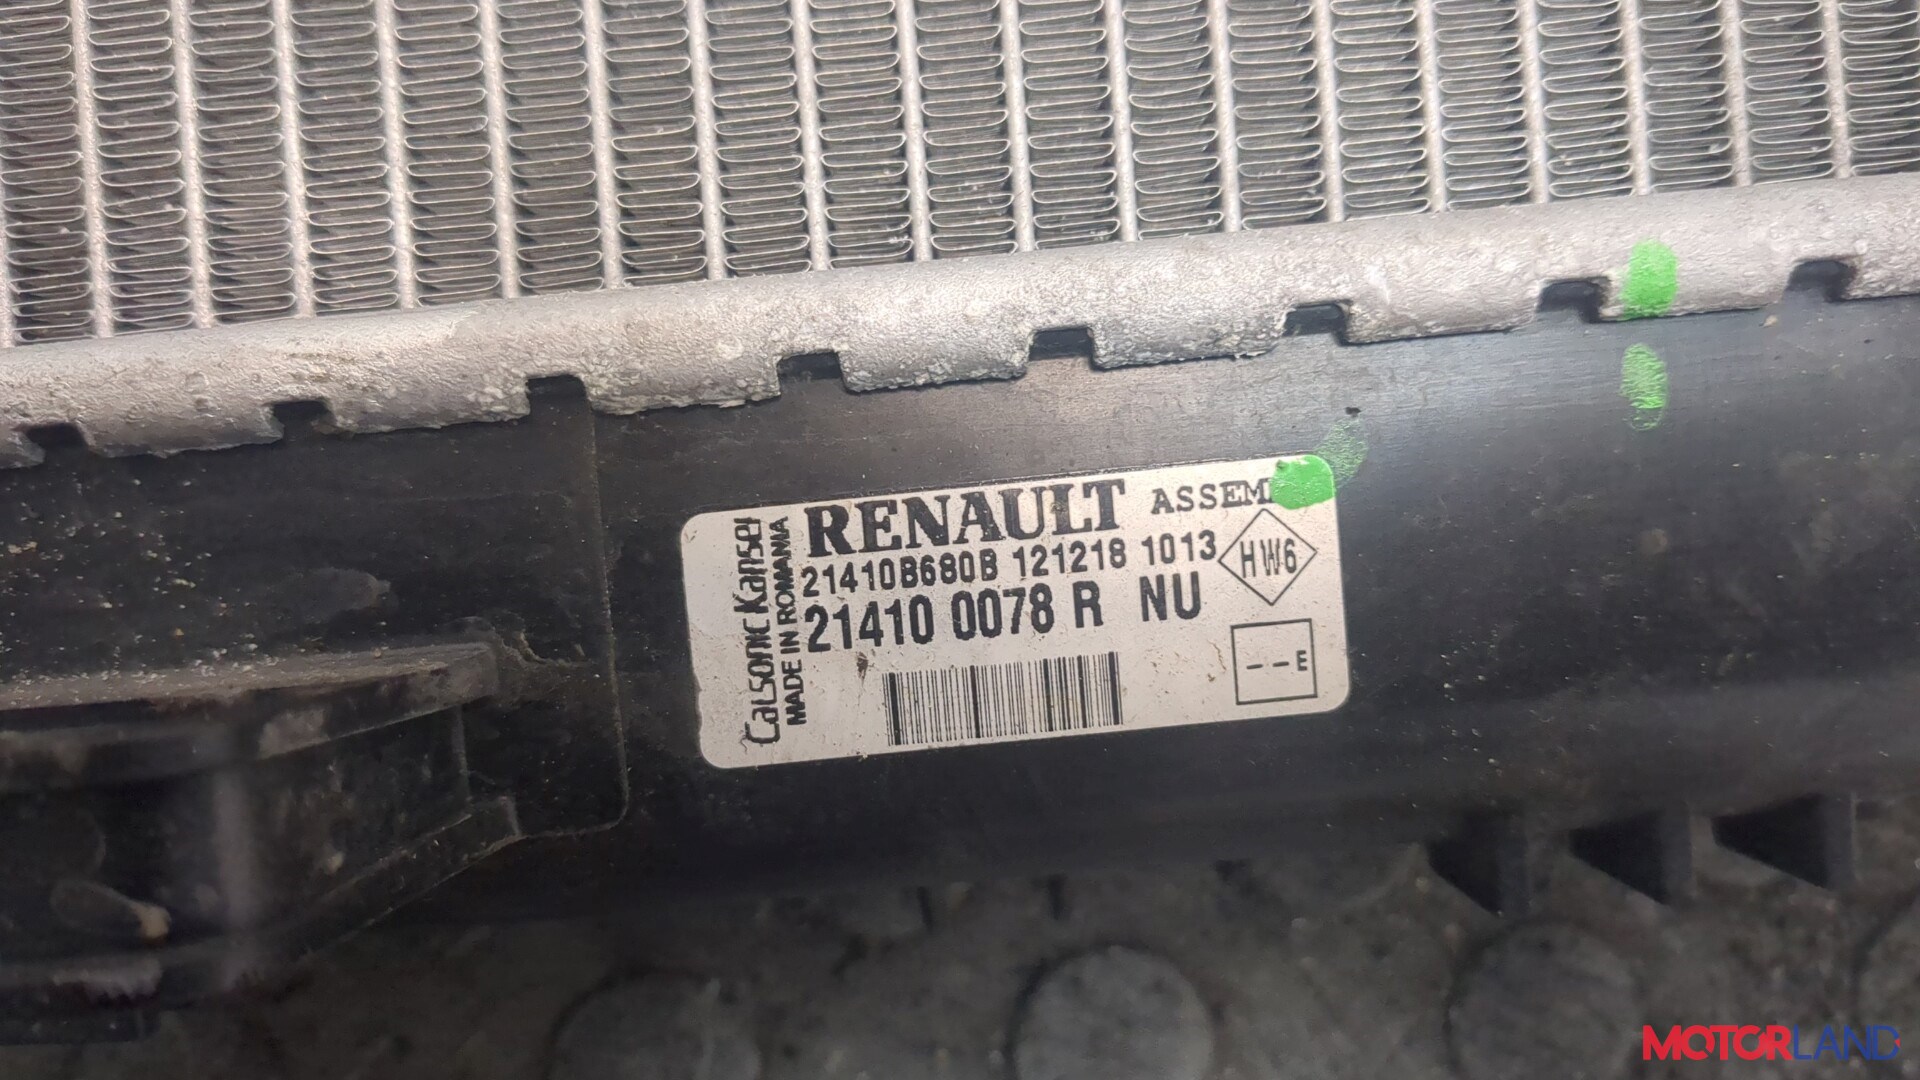 RENAULT ASSEM
21410B680B 121218 1013
21410 0078 R NU
HW6
--E
CaLsonic Kansei
MADE IN ROMANIA
MOTORLAND